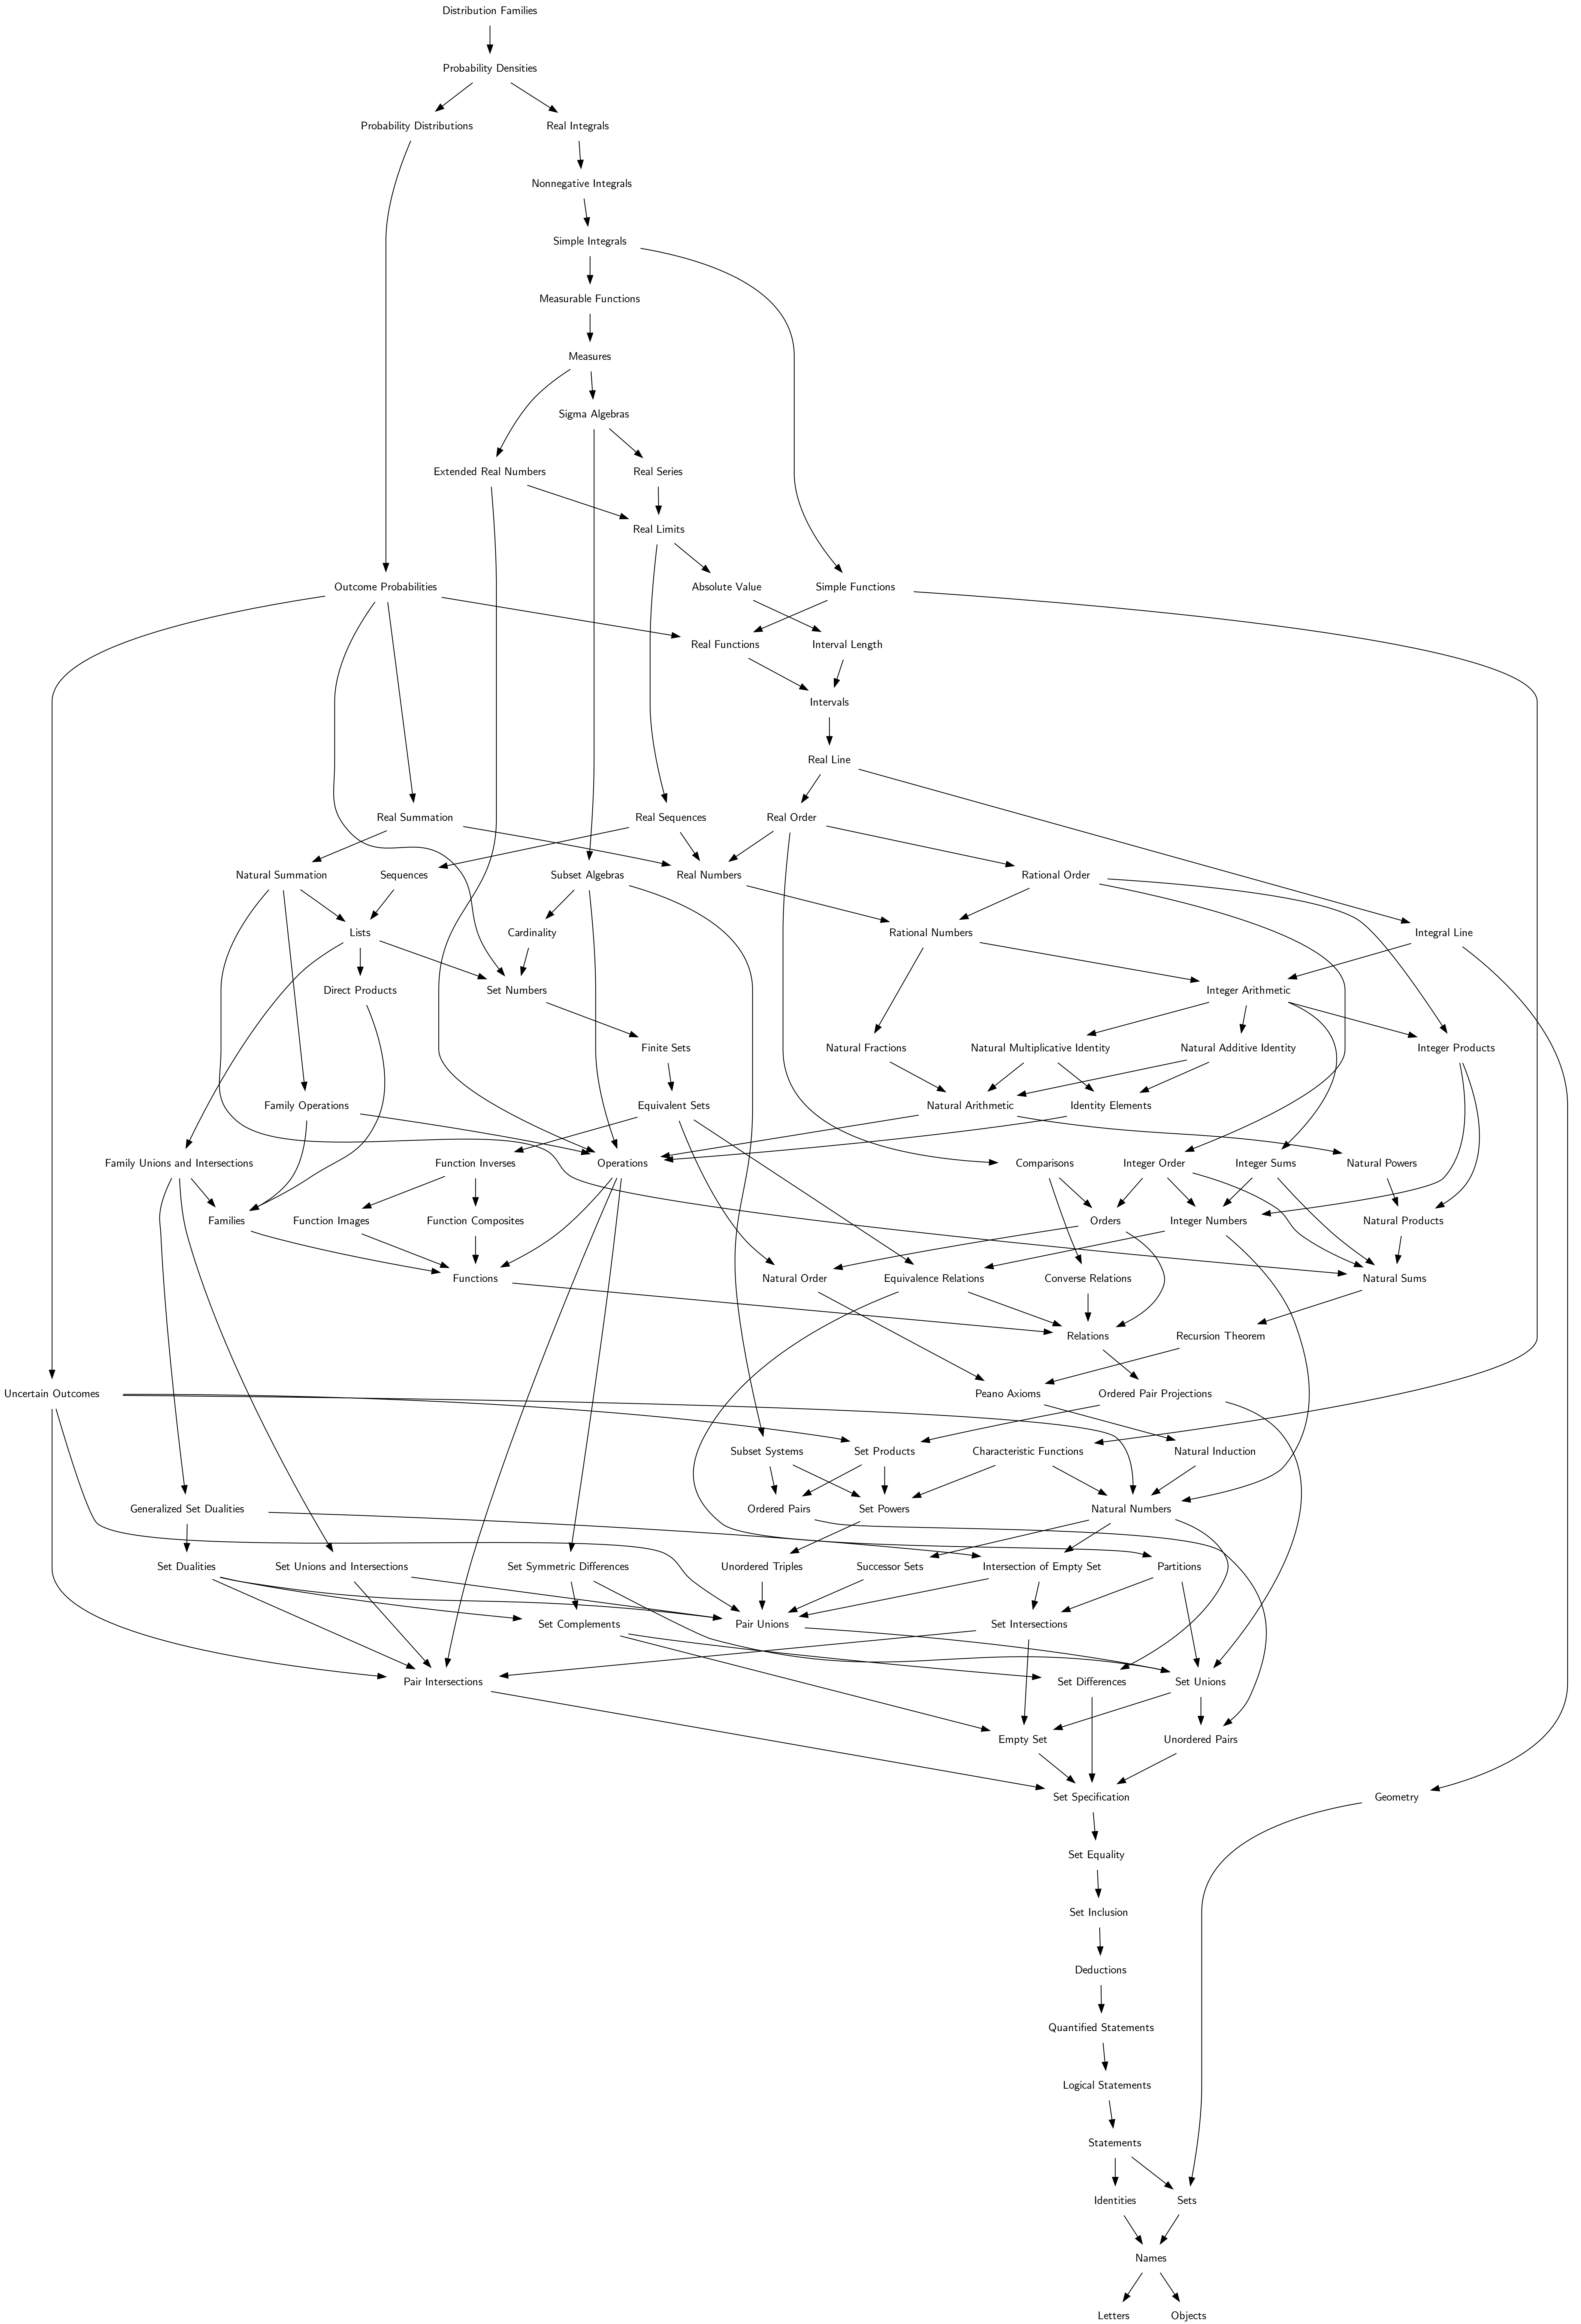 Distribution Families
Probability Densities
Probability Distributions
Real Integrals
Nonnegative Integrals
Simple Integrals
Measurable Functions
Measures
Sigma Algebras
Extended Real Numbers
Real Series
Real Limits
Outcome Probabilities
Absolute Value
Simple Functions
Real Functions
Interval Length
Intervals
Real Line
Real Summation
Real Sequences
Real Order
Natural Summation
Sequences
Subset Algebras
Real Numbers
Rational Order
Lists
Cardinality
Rational Numbers
Integral Line
Direct Products
Set Numbers
Integer Arithmetic
Finite Sets
Natural Fractions
Natural Multiplicative Identity
Natural Additive Identity
Integer Products
Family Operations
Equivalent Sets
Natural Arithmetic
Identity Elements
Family Unions and Intersections
Function Inverses
Operations
Comparisons
Integer Order
Integer Sums
Natural Powers
Families
Function Images
Function Composites
Orders
Integer Numbers
Natural Products
Functions
Natural Order
Equivalence Relations
Converse Relations
Natural Sums
Relations
Recursion Theorem
Uncertain Outcomes
Peano Axioms
Ordered Pair Projections
Subset Systems
Set Products
Characteristic Functions
Natural Induction
Generalized Set Dualities
Ordered Pairs
Set Powers
Natural Numbers
Set Dualities
Set Unions and Intersections
Set Symmetric Differences
Unordered Triples
Successor Sets
Intersection of Empty Set
Partitions
Set Complements
Pair Unions
Set Intersections
Pair Intersections
Set Differences
Set Unions
Empty Set
Unordered Pairs
Set Specification
Geometry
Set Equality
Set Inclusion
Deductions
Quantified Statements
Logical Statements
Statements
Identities
Sets
Names
Letters
Objects